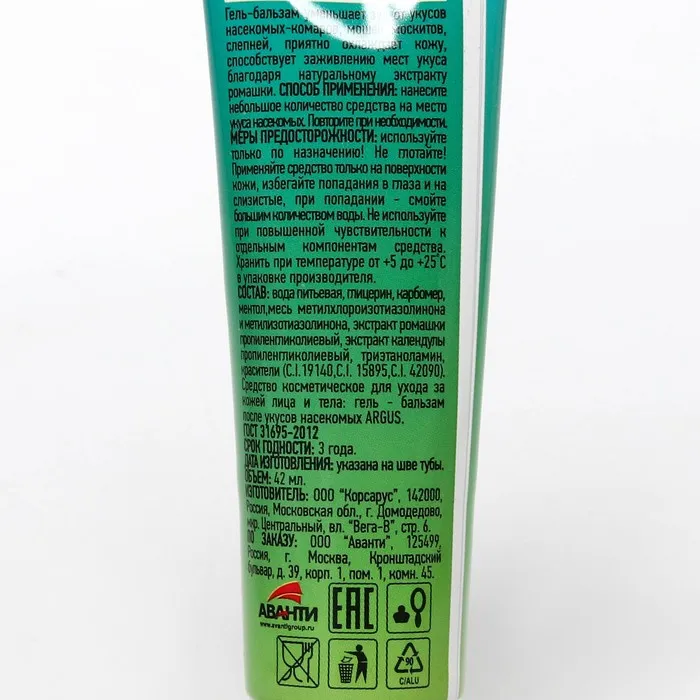 Гель-бальзам уменьшает зуд от укусов
насекомых-комаров, мошек, москитов,
слепней, приятно охлаждает кожу,
способствует заживлению мест укуса
благодаря натуральному экстракту
ромашки. СПОСОБ ПРИМЕНЕНИЯ: нанесите
небольшое количество средства на место
укуса насекомых. Повторите при необходимости.
МЕРЫ ПРЕДОСТОРОЖНОСТИ: используйте
только по назначению! Не глотайте!
Применяйте средство только на поверхности
кожи, избегайте попадания в глаза и на
слизистые, при попадании - смойте
большим количеством воды. Не используйте
при повышенной чувствительности к
отдельным компонентам средства.
Хранить при температуре от +5 до +25°С
в упаковке производителя.
СОСТАВ: вода питьевая, глицерин, карбомер,
ментол,месь метилхлороизотиазолинона
и метилизотиазолинона, экстракт ромашки
пропиленгликолиевый, экстракт календулы
пропиленгликолиевый, триэтаноламин,
красители (C.I.19140,C.I. 15895,C.I. 42090).
Средство косметическое для ухода за
кожей лица и тела: гель - бальзам
после укусов насекомых ARGUS.
ГОСТ 31695-2012
СРОК ГОДНОСТИ: 3 года.
ДАТА ИЗГОТОВЛЕНИЯ: указана на шве тубы.
ОБЪЕМ: 42 мл.
ИЗГОТОВИТЕЛЬ: ООО "Корсарус", 142000,
Россия, Московская обл., г. Домодедово,
мкр. Центральный, вл. "Вега-В", стр. 6.
ПО ЗАКАЗУ: ООО "Аванти", 125499,
Россия, г. Москва, Кронштадский
бульвар, д. 39, корп. 1, пом. 1, комн. 45.
АВАНТИ
www.avantigroup.ru
EAC
90
C/ALU